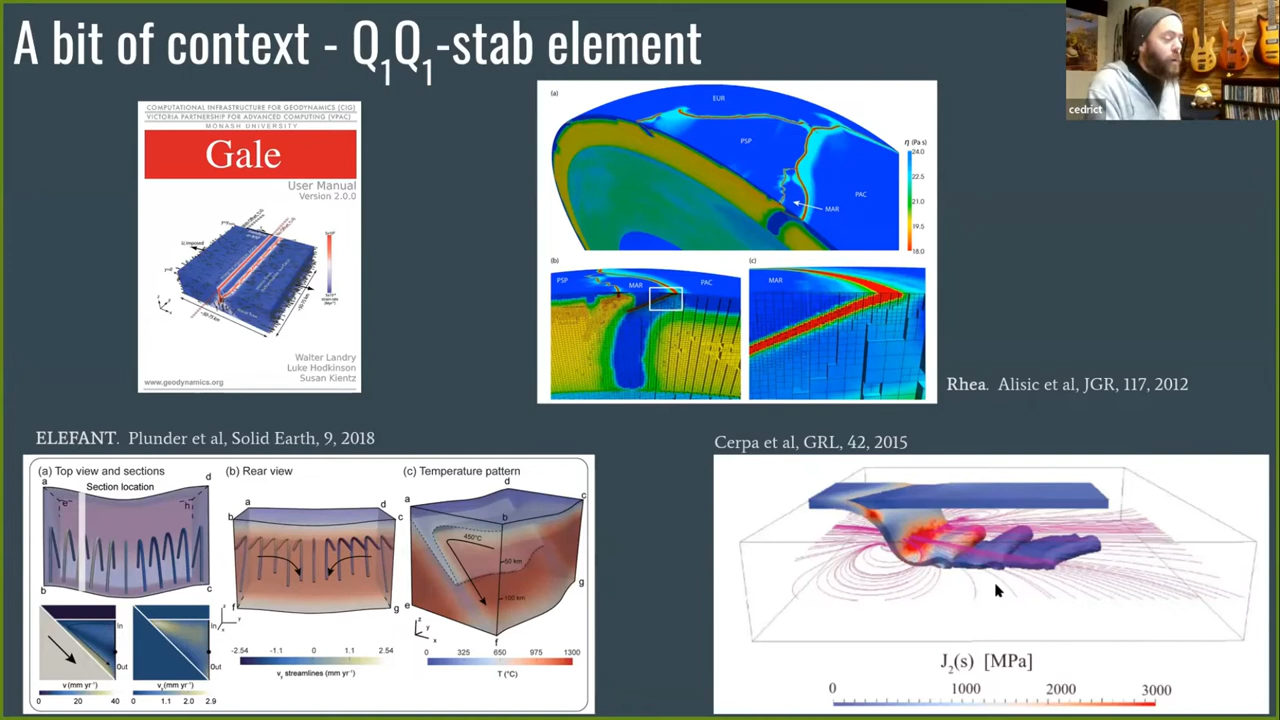 A bit of context - Q1Q1-stab element
cedrict
COMPUTATIONAL INFRASTRUCTURE FOR GEODYNAMICS (CIG)
VICTORIA PARTNERSHIP FOR ADVANCED COMPUTING (VPAC)
MONASH UNIVERSITY
Gale
User Manual
Version 2.0.0
Walter Landry
Luke Hodkinson
Susan Kientz
www.geodynamics.org
(a)
EUR
PSP
PAC
MAR
η (Pa s)
24.0
22.5
21.0
19.5
18.0
(b)
PSP
MAR
PAC
(c)
MAR
Rhea. Alisic et al, JGR, 117, 2012
ELEFANT. Plunder et al, Solid Earth, 9, 2018
(a) Top view and sections
Section location
a
d
e
h
b
c
In
Out
In
Out
v (mm yr⁻¹)
0 20 40
0 1.1 2.0 2.9
(b) Rear view
a
d
b
c
f
g
z
y
x
-2.54 -1.1 0 1.1 2.54
vy streamlines (mm yr⁻¹)
(c) Temperature pattern
d
a
c
b
450°C
50 km
100 km
g
e
f
z
y
x
0 325 650 975 1300
T (°C)
Cerpa et al, GRL, 42, 2015
J2(s) [MPa]
0 1000 2000 3000